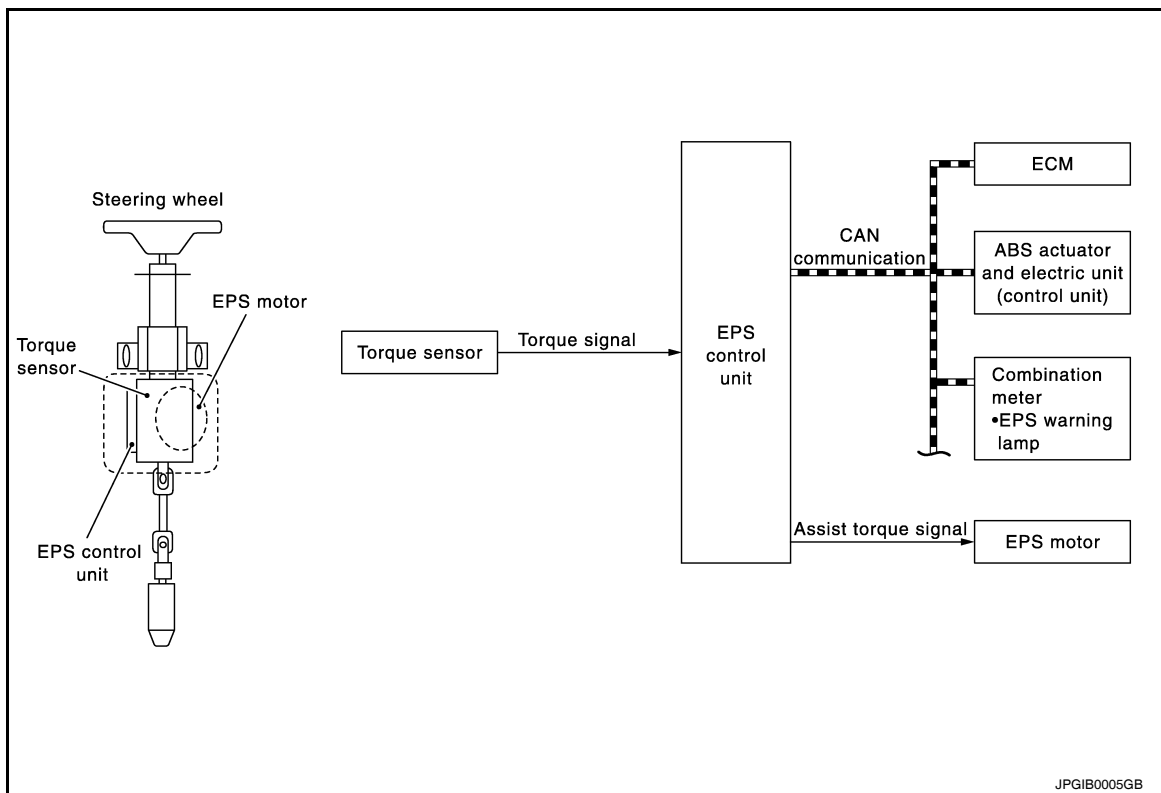 Steering wheel
EPS motor
Torque
sensor
EPS control
unit
Torque sensor
Torque signal
EPS
control
unit
CAN
communication
ECM
ABS actuator
and electric unit
(control unit)
Combination
meter
•EPS warning
lamp
Assist torque signal
EPS motor
JPGIB0005GB